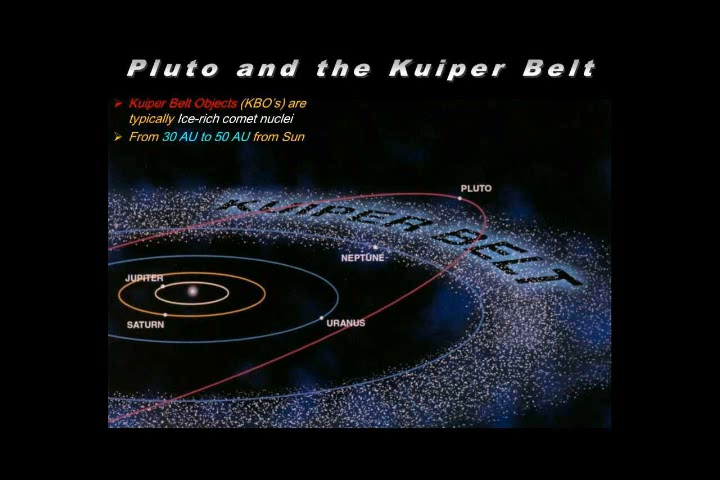 Pluto and the Kuiper Belt
Kuiper Belt Objects (KBO's) are
typically Ice-rich comet nuclei
From 30 AU to 50 AU from Sun
PLUTO
KUIPER BELT
NEPTUNE
JUPITER
SATURN
URANUS